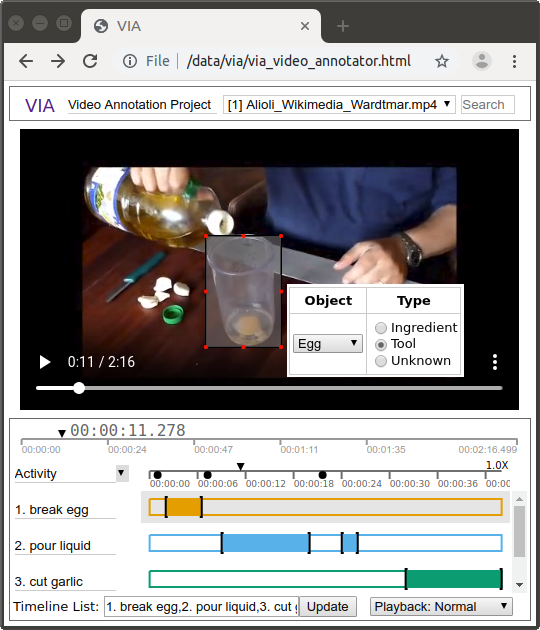 VIA
File /data/via/via_video_annotator.html
VIA Video Annotation Project [1] Alioli_Wikimedia_Wardtmar.mp4 Search
Object Type
Egg
Ingredient
Tool
Unknown
0:11 / 2:16
00:00:11.278
00:00:00 00:00:24 00:00:47 00:01:11 00:01:35 00:02:16.499
Activity 1.0X
00:00:00 00:00:06 00:00:12 00:00:18 00:00:24 00:00:30 00:00:36 00:0
1. break egg
2. pour liquid
3. cut garlic
Timeline List: 1. break egg,2. pour liquid,3. cut Update Playback: Normal